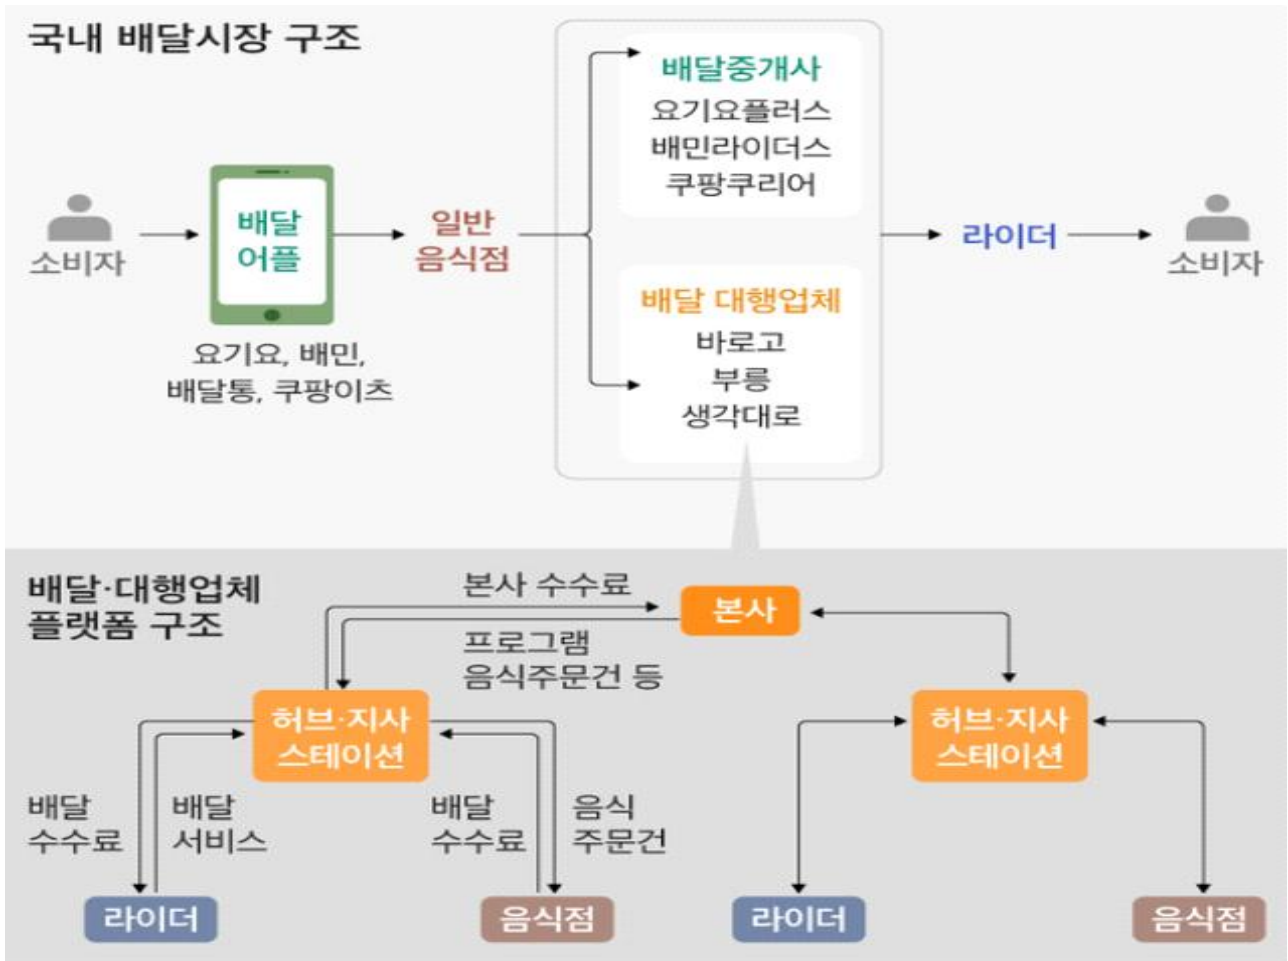 국내 배달시장 구조
소비자
배달
어플
요기요, 배민,
배달통, 쿠팡이츠
일반
음식점
배달중개사
요기요플러스
배민라이더스
쿠팡쿠리어
배달 대행업체
바로고
부릉
생각대로
라이더
소비자
배달·대행업체
플랫폼 구조
본사 수수료
본사
프로그램
음식주문건 등
허브·지사
스테이션
허브·지사
스테이션
배달
수수료
배달
서비스
배달
수수료
음식
주문건
라이더
음식점
라이더
음식점